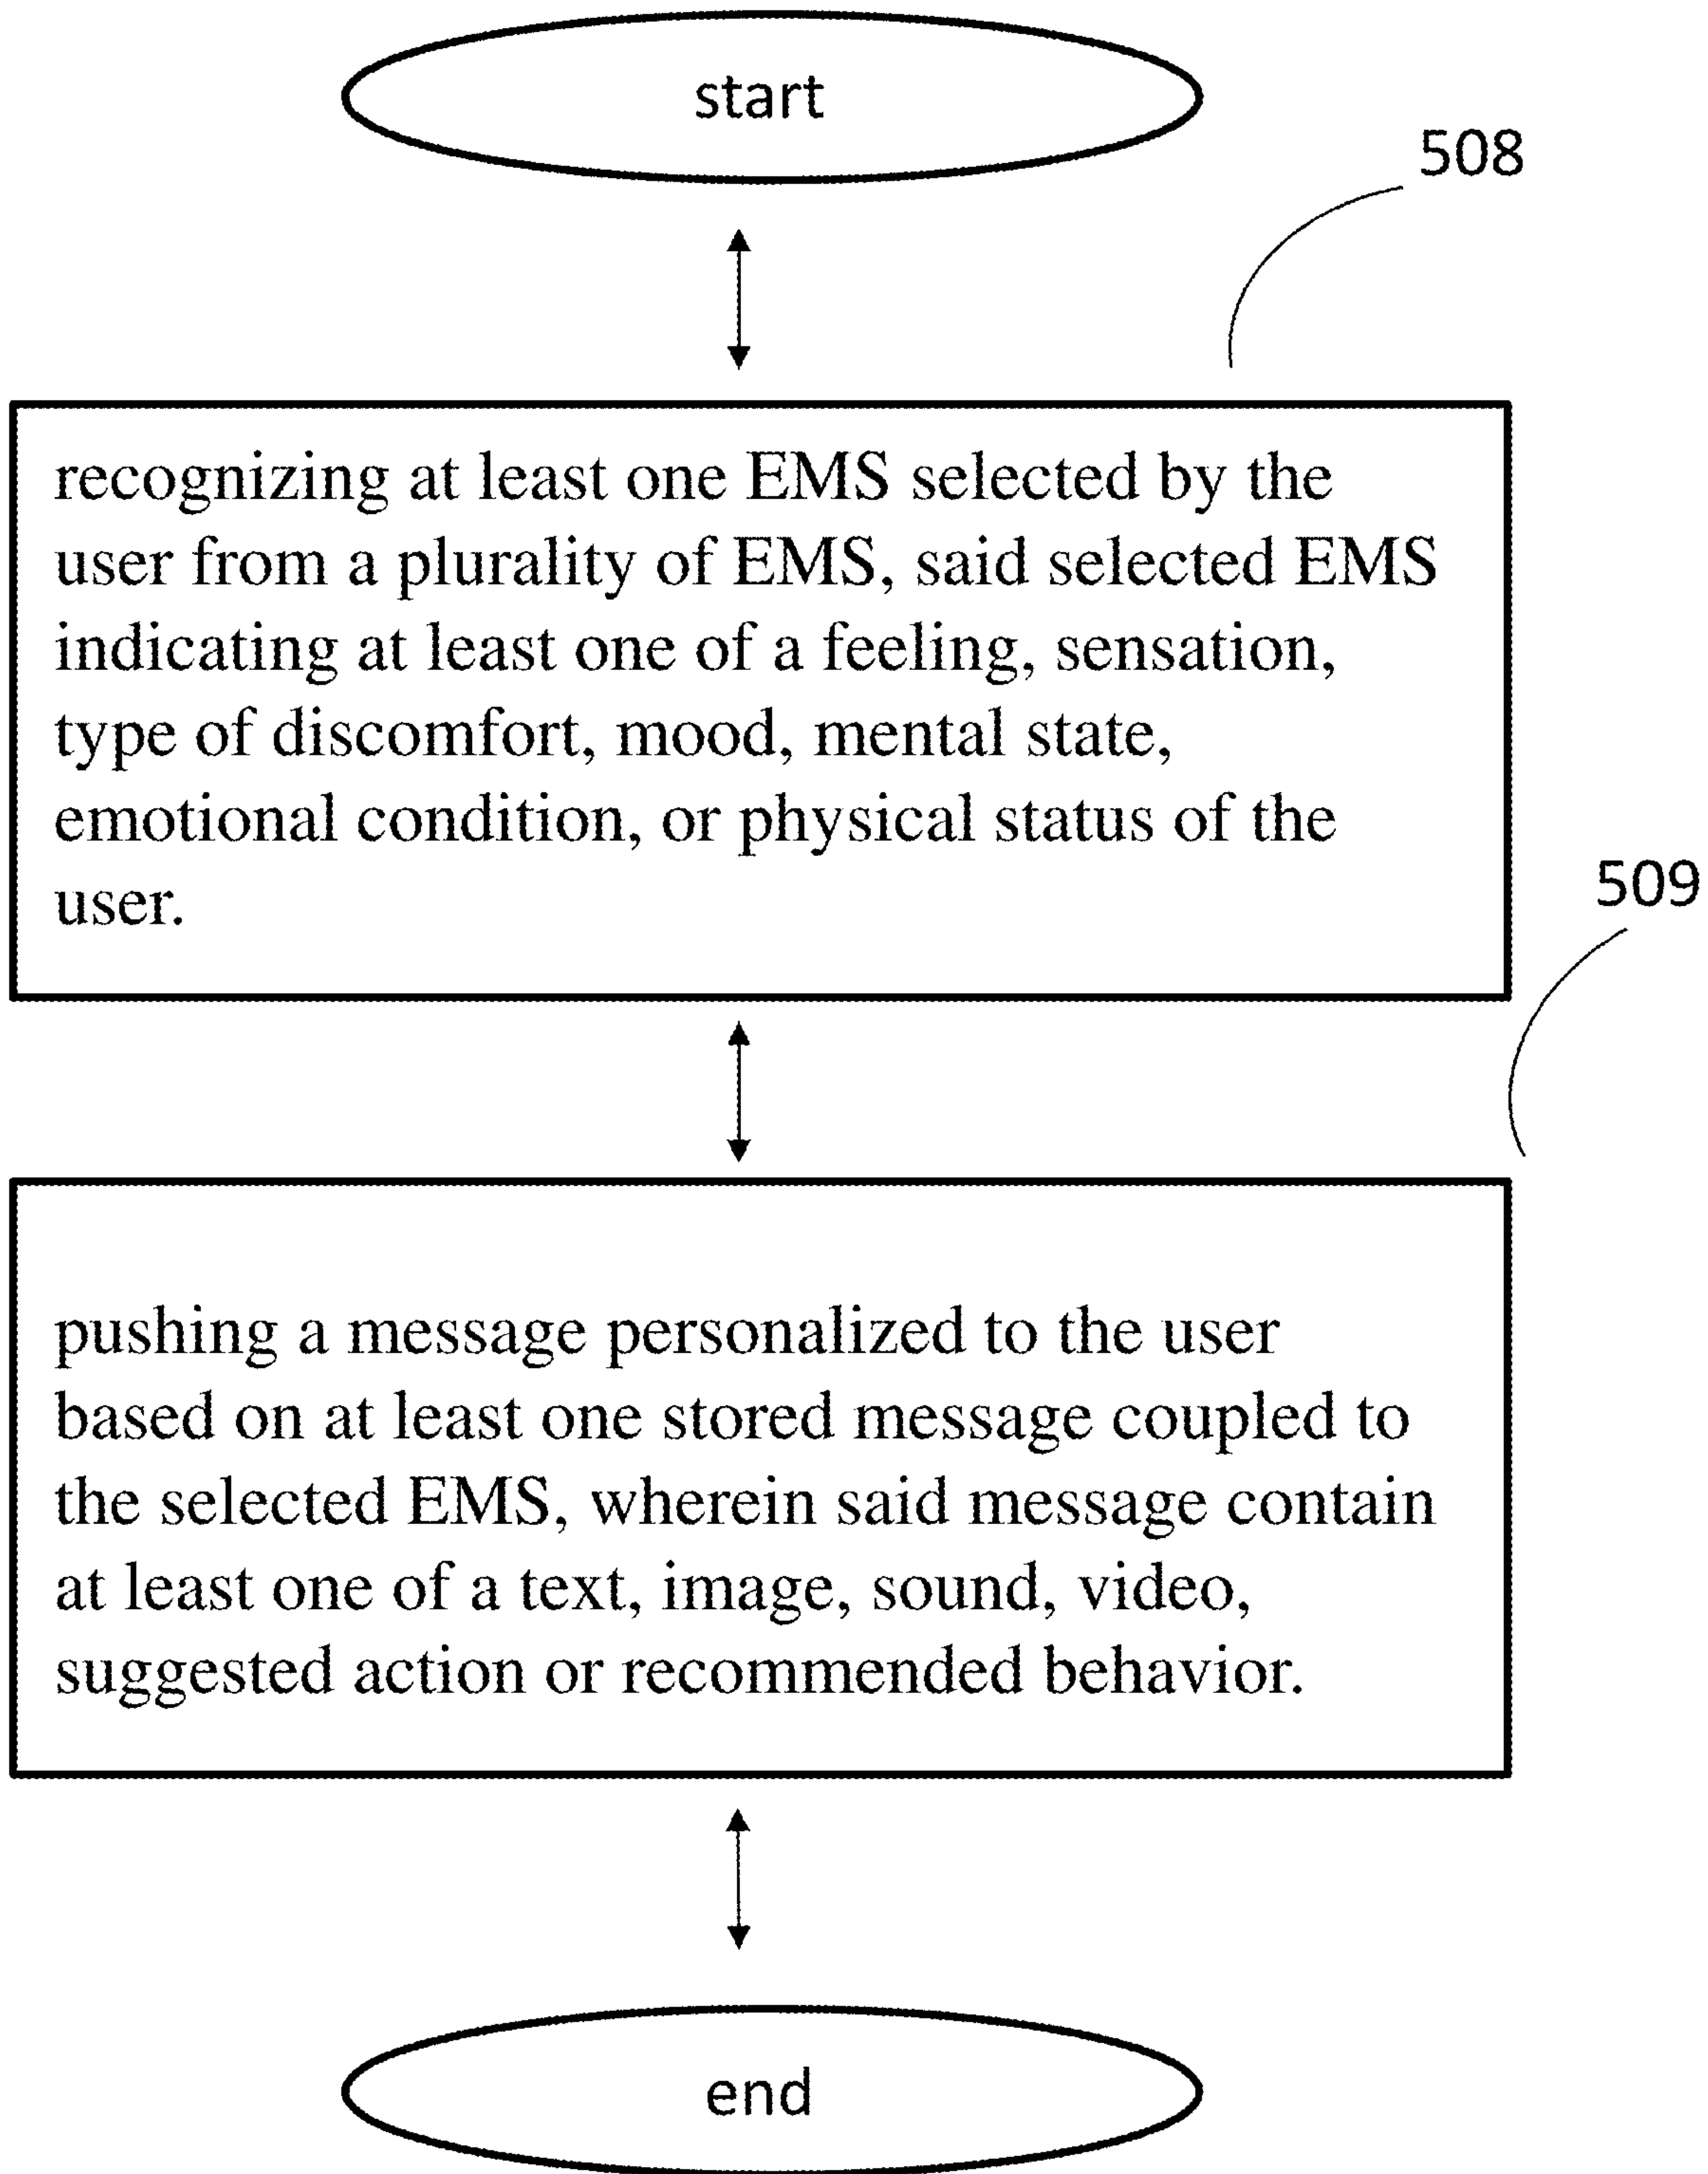 start
508
recognizing at least one EMS selected by the
user from a plurality of EMS, said selected EMS
indicating at least one of a feeling, sensation,
type of discomfort, mood, mental state,
emotional condition, or physical status of the
user.
509
pushing a message personalized to the user
based on at least one stored message coupled to
the selected EMS, wherein said message contain
at least one of a text, image, sound, video,
suggested action or recommended behavior.
end